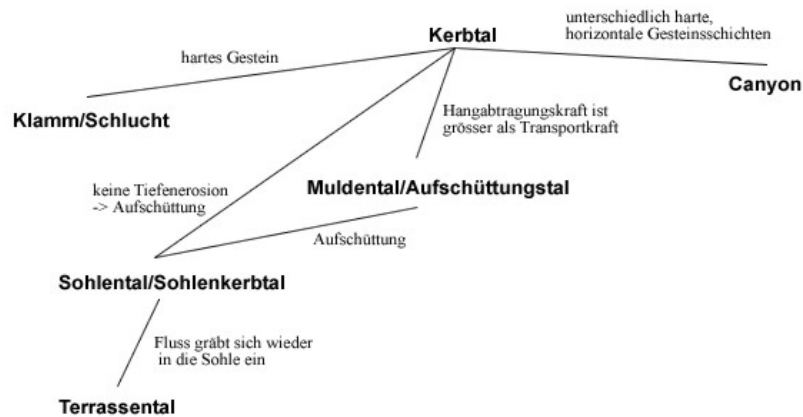 unterschiedlich harte,
horizontale Gesteinsschichten
Kerbtal
hartes Gestein
Canyon
Klamm/Schlucht
Hangabtragungskraft ist
grösser als Transportkraft
keine Tiefenerosion
-> Aufschüttung
Muldental/Aufschüttungstal
Aufschüttung
Sohlental/Sohlenkerbtal
Fluss gräbt sich wieder
in die Sohle ein
Terrassental